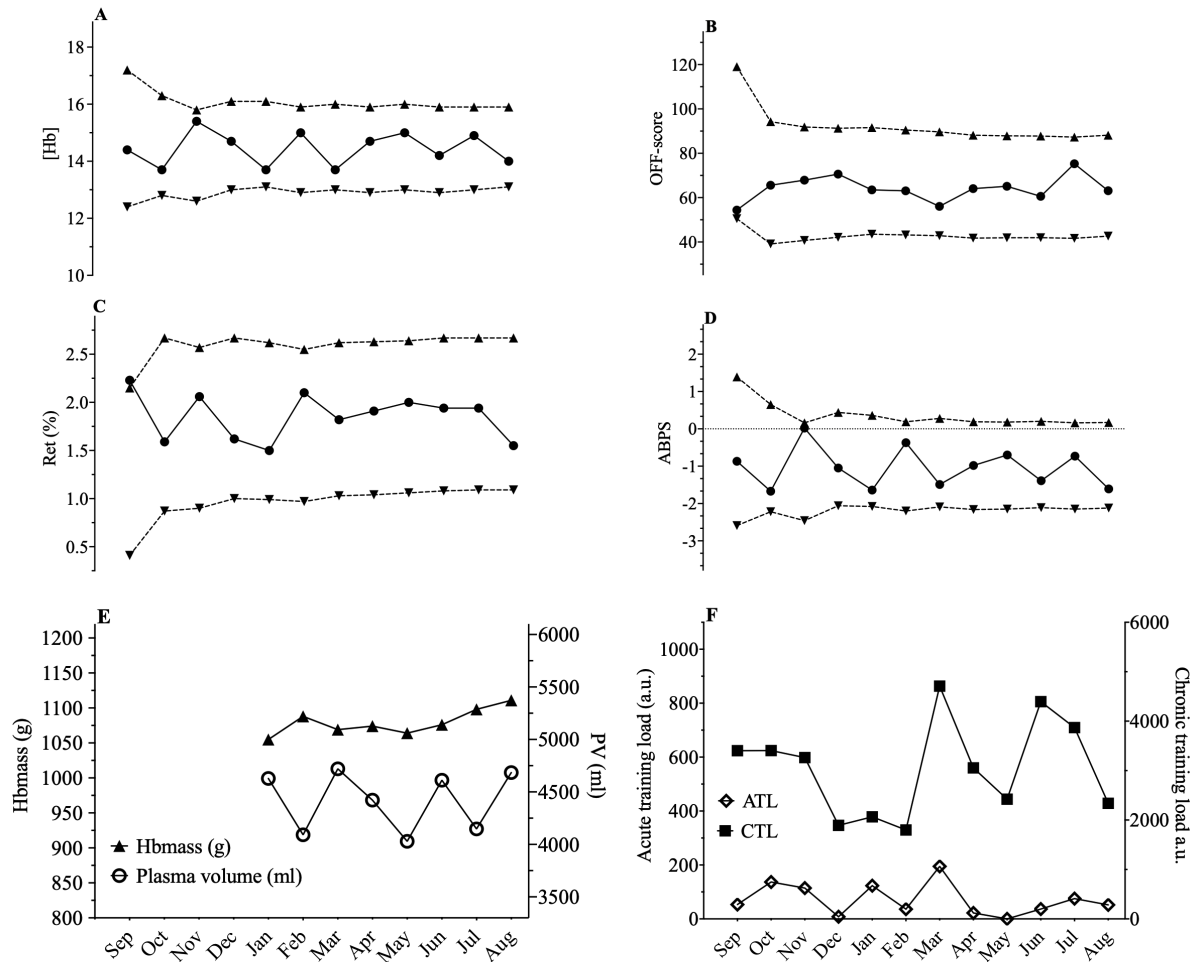 A
[Hb]
18
16
14
12
10
B
OFF-score
120
100
80
60
40
C
Ret (%)
2.5
2.0
1.5
1.0
0.5
D
ABPS
2
1
0
-1
-2
-3
E
Hbmass (g)
1200
1150
1100
1050
1000
950
900
850
800
Hbmass (g)
Plasma volume (ml)
6000
5500
5000
4500
4000
3500
PV (ml)
Sep Oct Nov Dec Jan Feb Mar Apr May Jun Jul Aug
F
Acute training load (a.u.)
1000
800
600
400
200
0
ATL
CTL
6000
4000
2000
0
Chronic training load a.u.
Sep Oct Nov Dec Jan Feb Mar Apr May Jun Jul Aug